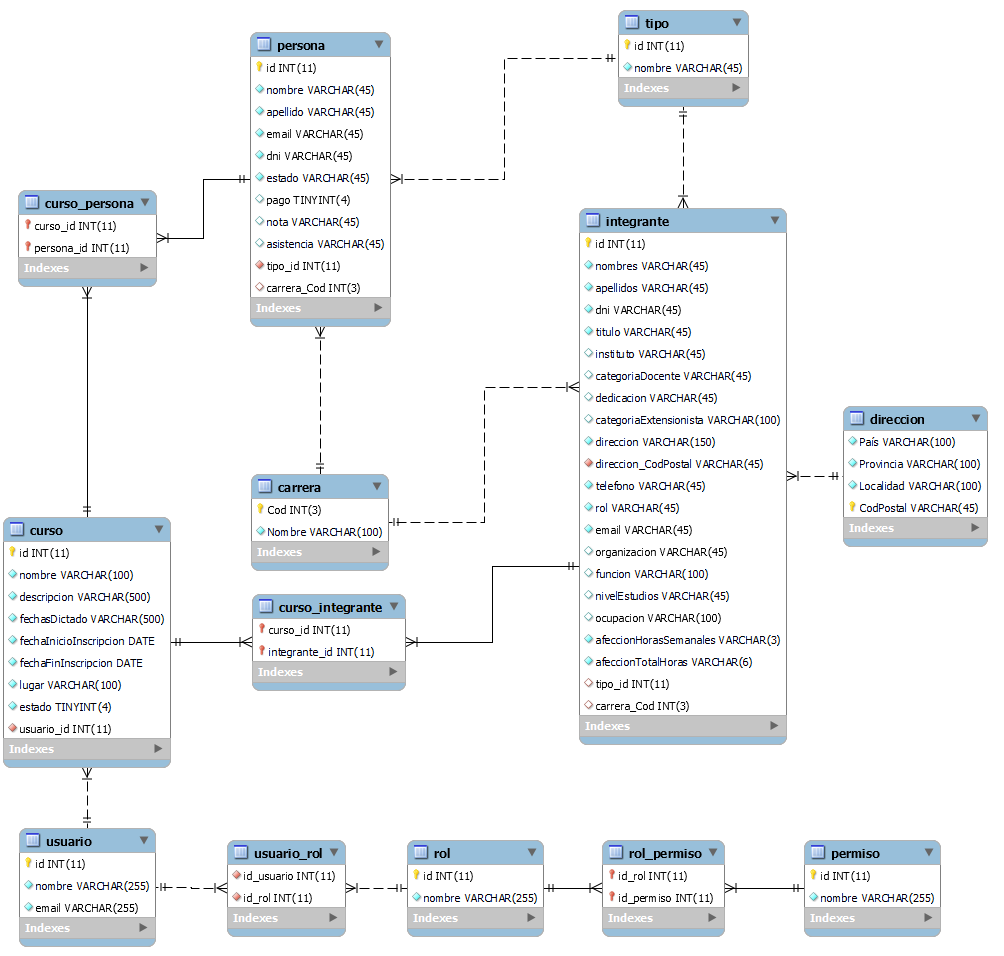 tipo
id INT(11)
nombre VARCHAR(45)
Indexes
persona
id INT(11)
nombre VARCHAR(45)
apellido VARCHAR(45)
email VARCHAR(45)
dni VARCHAR(45)
estado VARCHAR(45)
pago TINYINT(4)
nota VARCHAR(45)
asistencia VARCHAR(45)
tipo_id INT(11)
carrera_Cod INT(3)
Indexes
curso_persona
curso_id INT(11)
persona_id INT(11)
Indexes
integrante
id INT(11)
nombres VARCHAR(45)
apellidos VARCHAR(45)
dni VARCHAR(45)
titulo VARCHAR(45)
instituto VARCHAR(45)
categoriaDocente VARCHAR(45)
dedicacion VARCHAR(45)
categoriaExtensionista VARCHAR(100)
direccion VARCHAR(150)
direccion_CodPostal VARCHAR(45)
telefono VARCHAR(45)
rol VARCHAR(45)
email VARCHAR(45)
organizacion VARCHAR(45)
funcion VARCHAR(100)
nivelEstudios VARCHAR(45)
ocupacion VARCHAR(100)
afeccionHorasSemanales VARCHAR(3)
afeccionTotalHoras VARCHAR(6)
tipo_id INT(11)
carrera_Cod INT(3)
Indexes
direccion
País VARCHAR(100)
Provincia VARCHAR(100)
Localidad VARCHAR(100)
CodPostal VARCHAR(45)
Indexes
carrera
Cod INT(3)
Nombre VARCHAR(100)
Indexes
curso
id INT(11)
nombre VARCHAR(100)
descripcion VARCHAR(500)
fechasDictado VARCHAR(500)
fechaInicioInscripcion DATE
fechaFinInscripcion DATE
lugar VARCHAR(100)
estado TINYINT(4)
usuario_id INT(11)
Indexes
curso_integrante
curso_id INT(11)
integrante_id INT(11)
Indexes
usuario
id INT(11)
nombre VARCHAR(255)
email VARCHAR(255)
Indexes
usuario_rol
id_usuario INT(11)
id_rol INT(11)
Indexes
rol
id INT(11)
nombre VARCHAR(255)
Indexes
rol_permiso
id_rol INT(11)
id_permiso INT(11)
Indexes
permiso
id INT(11)
nombre VARCHAR(255)
Indexes